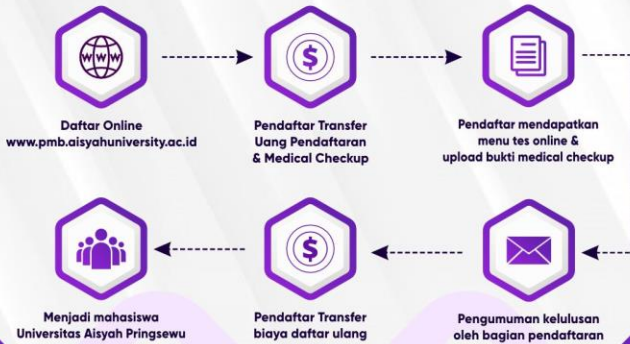 www
Daftar Online
www.pmb.aisyahuniversity.ac.id
$
Pendaftar Transfer
Uang Pendaftaran
& Medical Checkup
Pendaftar mendapatkan
menu tes online &
upload bukti medical checkup
Menjadi mahasiswa
Universitas Aisyah Pringsewu
$
Pendaftar Transfer
biaya daftar ulang
Pengumuman kelulusan
oleh bagian pendaftaran